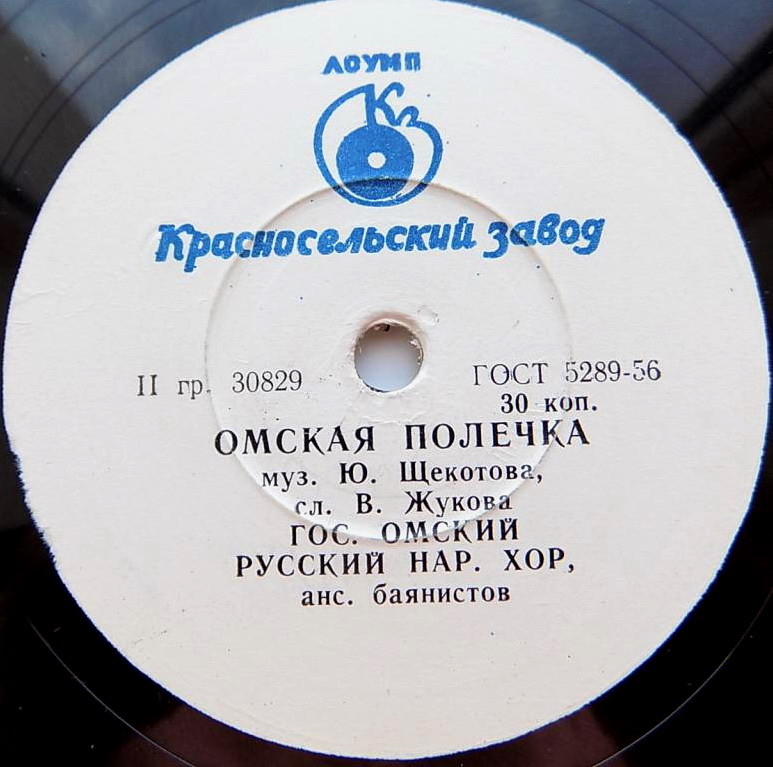 ЛОУМП
Кз
Красносельский завод
II гр. 30829 ГОСТ 5289-56
30 коп.
ОМСКАЯ ПОЛЕЧКА
муз. Ю. Щекотова,
сл. В. Жукова
ГОС. ОМСКИЙ
РУССКИЙ НАР. ХОР,
анс. баянистов